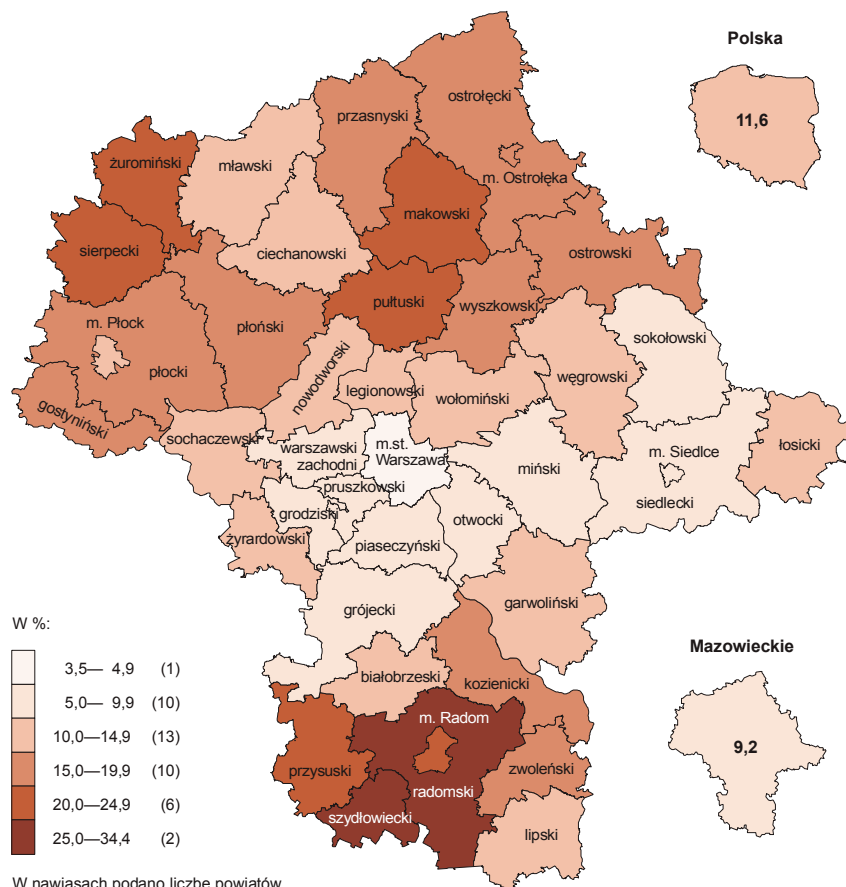 Polska
11,6
ostrołęcki
przasnyski
żuromiński
mławski
m. Ostrołęka
makowski
sierpecki
ciechanowski
ostrowski
pułtuski
wyszkowski
m. Płock
płoński
sokołowski
nowodworski
węgrowski
płocki
legionowski
wołomiński
gostyniński
sochaczewski
m.st.
Warszawa
warszawski
zachodni
łosicki
m. Siedlce
miński
pruszkowski
siedlecki
grodziski
otwocki
żyrardowski
piaseczyński
garwoliński
grójecki
W %:
3,5— 4,9 (1)
5,0— 9,9 (10)
10,0—14,9 (13)
15,0—19,9 (10)
20,0—24,9 (6)
25,0—34,4 (2)
Mazowieckie
9,2
białobrzeski
kozienicki
m. Radom
przysuski
zwoleński
radomski
szydłowiecki
lipski
W nawiasach podano liczbę powiatów